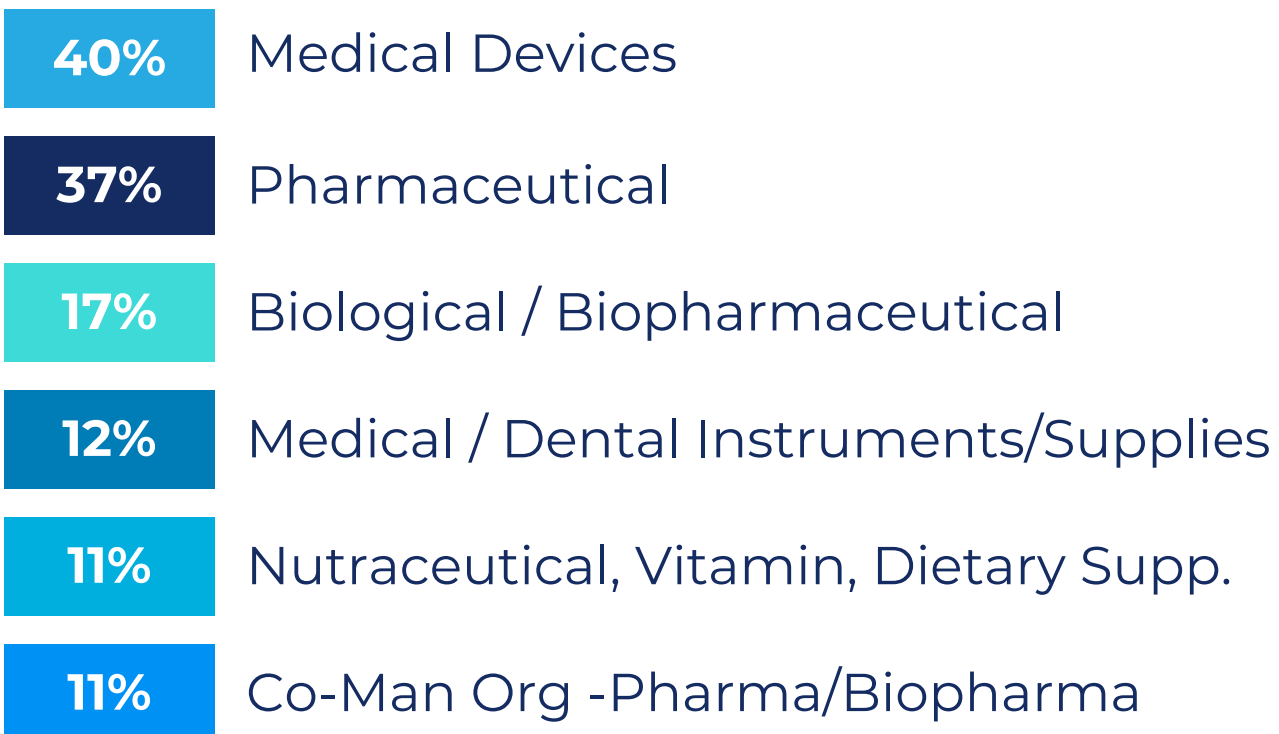 40% Medical Devices
37% Pharmaceutical
17% Biological / Biopharmaceutical
12% Medical / Dental Instruments/Supplies
11% Nutraceutical, Vitamin, Dietary Supp.
11% Co-Man Org -Pharma/Biopharma